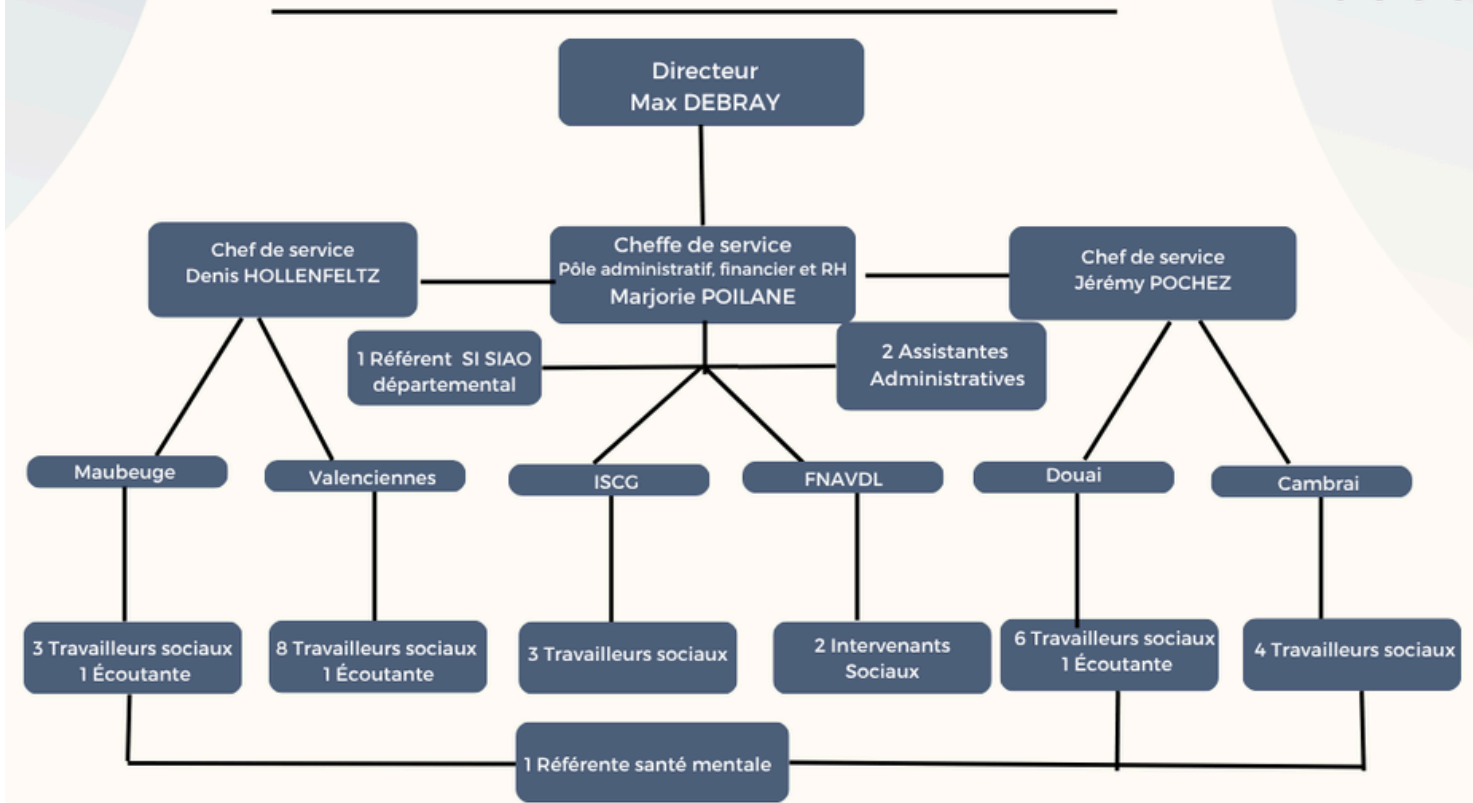 Directeur
Max DEBRAY
Chef de service
Denis HOLLENFELTZ
Cheffe de service
Pôle administratif, financier et RH
Marjorie POILANE
Chef de service
Jérémy POCHEZ
1 Référent SI SIAO
départemental
2 Assistantes
Administratives
Maubeuge
Valenciennes
ISCG
FNAVDL
Douai
Cambrai
3 Travailleurs sociaux
1 Écoutante
8 Travailleurs sociaux
1 Écoutante
3 Travailleurs sociaux
2 Intervenants
Sociaux
6 Travailleurs sociaux
1 Écoutante
4 Travailleurs sociaux
1 Référente santé mentale